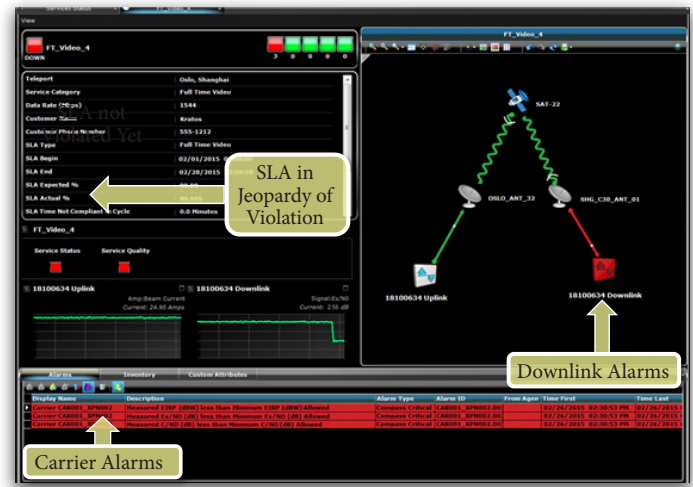 Services Status
FT_Video_4
View
FT_Video_4
DOWN
3 0 0 0 0
Teleport Oslo, Shanghai
Service Category Full Time Video
Data Rate (Mbps) 1544
Customer Name Kratos
Customer Phone Number 555-1212
SLA Type Full Time Video
SLA Begin 02/01/2015
SLA End 02/28/2015
SLA Expected % 99.99
SLA Actual % 99.995
SLA Time Not Compliant In Cycle 0.0 Minutes
SLA not
Violated Yet
SLA in
Jeopardy of
Violation
FT_Video_4
Service Status Service Quality
18100634 Uplink
Amp:Beam Current
Current: 24.93 Amps
18100634 Downlink
Signal:Es/N0
Current: 2.55 dB
FT_Video_4
SAT-22
OSLO_ANT_32
SHG_C30_ANT_01
18100634 Uplink
18100634 Downlink
Downlink Alarms
Alarms Inventory Custom Attributes
Display Name Description Alarm Type Alarm ID From Agen Time First Time Last
Carrier CAR001_XPN002 Measured EIRP (dBW) less than Minimum EIRP (dBW) Allowed Compass Critical CAR001_XPN002.00 02/26/2015 02:30:53 PM 02/26/2015
Carrier CAR001_XPN002 Measured Es/N0 (dB) less than Minimum Es/N0 (dB) Allowed Compass Critical CAR001_XPN002.00 02/26/2015 02:30:53 PM 02/26/2015
Carrier CAR001_XPN002 Measured C/N0 (dB) less than Minimum C/N0 (dB) Allowed Compass Critical CAR001_XPN002.00 02/26/2015 02:30:53 PM 02/26/2015
Carrier Alarms